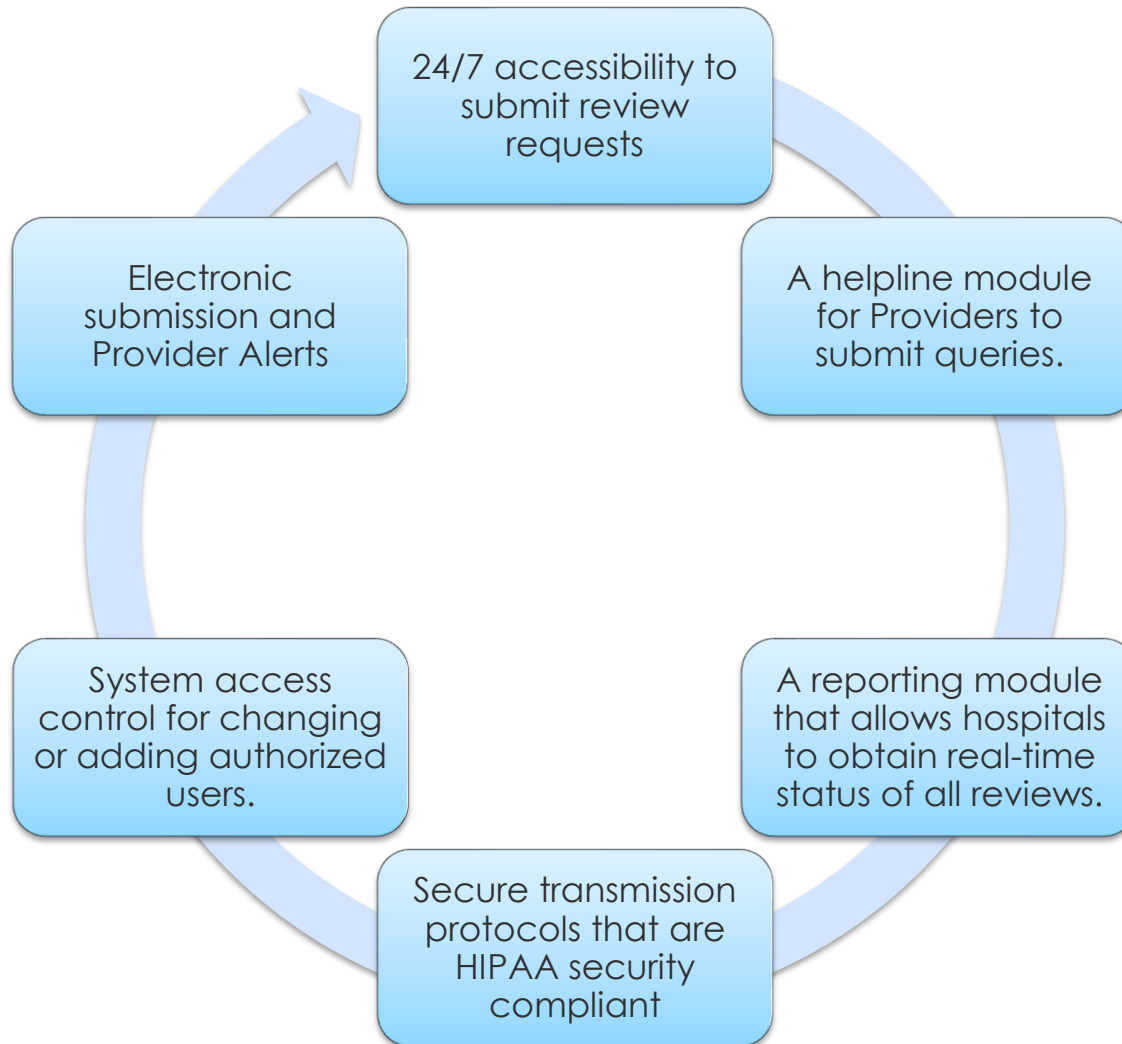 24/7 accessibility to
submit review
requests
A helpline module
for Providers to
submit queries.
A reporting module
that allows hospitals
to obtain real-time
status of all reviews.
Secure transmission
protocols that are
HIPAA security
compliant
System access
control for changing
or adding authorized
users.
Electronic
submission and
Provider Alerts